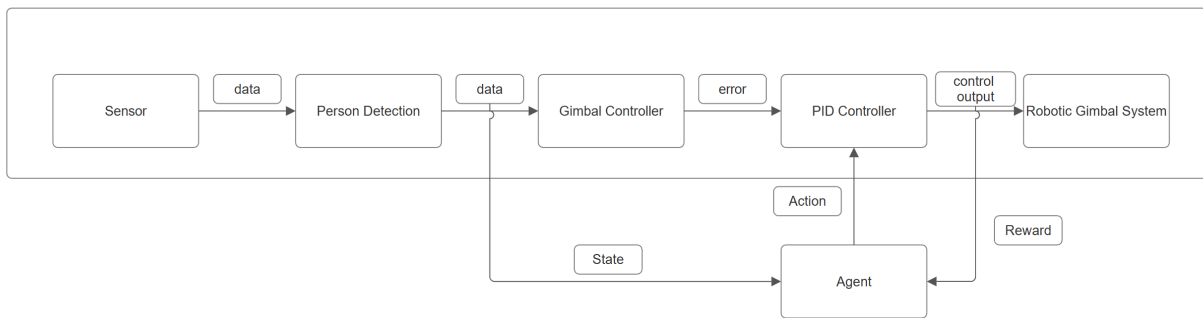 data
data
error
control
output
Sensor
Person Detection
Gimbal Controller
PID Controller
Robotic Gimbal System
Action
Reward
State
Agent